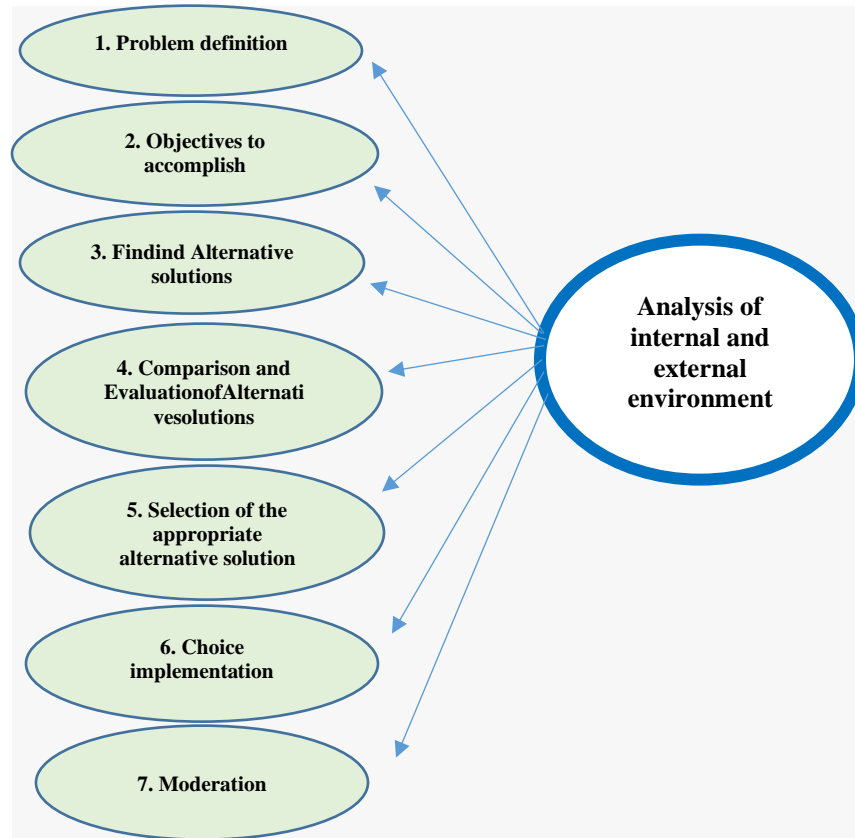 1. Problem definition
2. Objectives to
accomplish
3. Findind Alternative
solutions
4. Comparison and
EvaluationofAlternati
vesolutions
5. Selection of the
appropriate
alternative solution
6. Choice
implementation
7. Moderation
Analysis of
internal and
external
environment